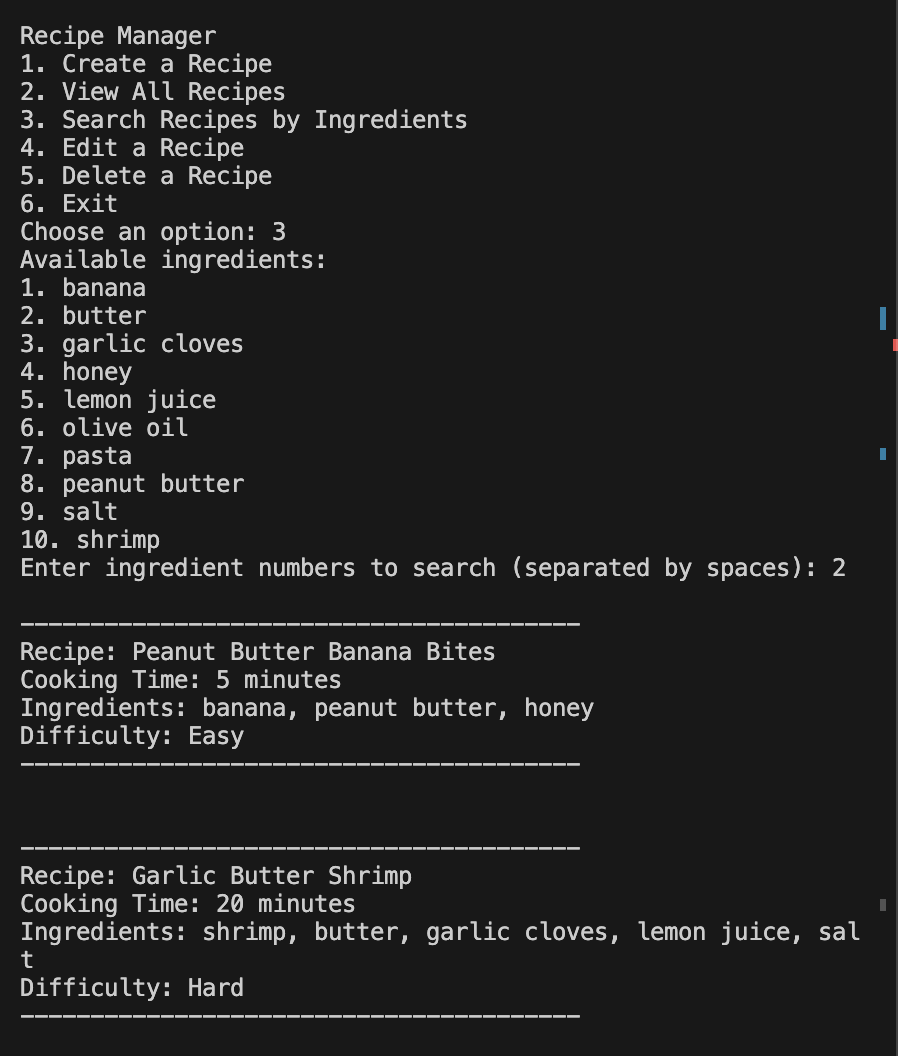 Recipe Manager
1. Create a Recipe
2. View All Recipes
3. Search Recipes by Ingredients
4. Edit a Recipe
5. Delete a Recipe
6. Exit
Choose an option: 3
Available ingredients:
1. banana
2. butter
3. garlic cloves
4. honey
5. lemon juice
6. olive oil
7. pasta
8. peanut butter
9. salt
10. shrimp
Enter ingredient numbers to search (separated by spaces): 2
----------------------------------------
Recipe: Peanut Butter Banana Bites
Cooking Time: 5 minutes
Ingredients: banana, peanut butter, honey
Difficulty: Easy
----------------------------------------
----------------------------------------
Recipe: Garlic Butter Shrimp
Cooking Time: 20 minutes
Ingredients: shrimp, butter, garlic cloves, lemon juice, sal
t
Difficulty: Hard
----------------------------------------